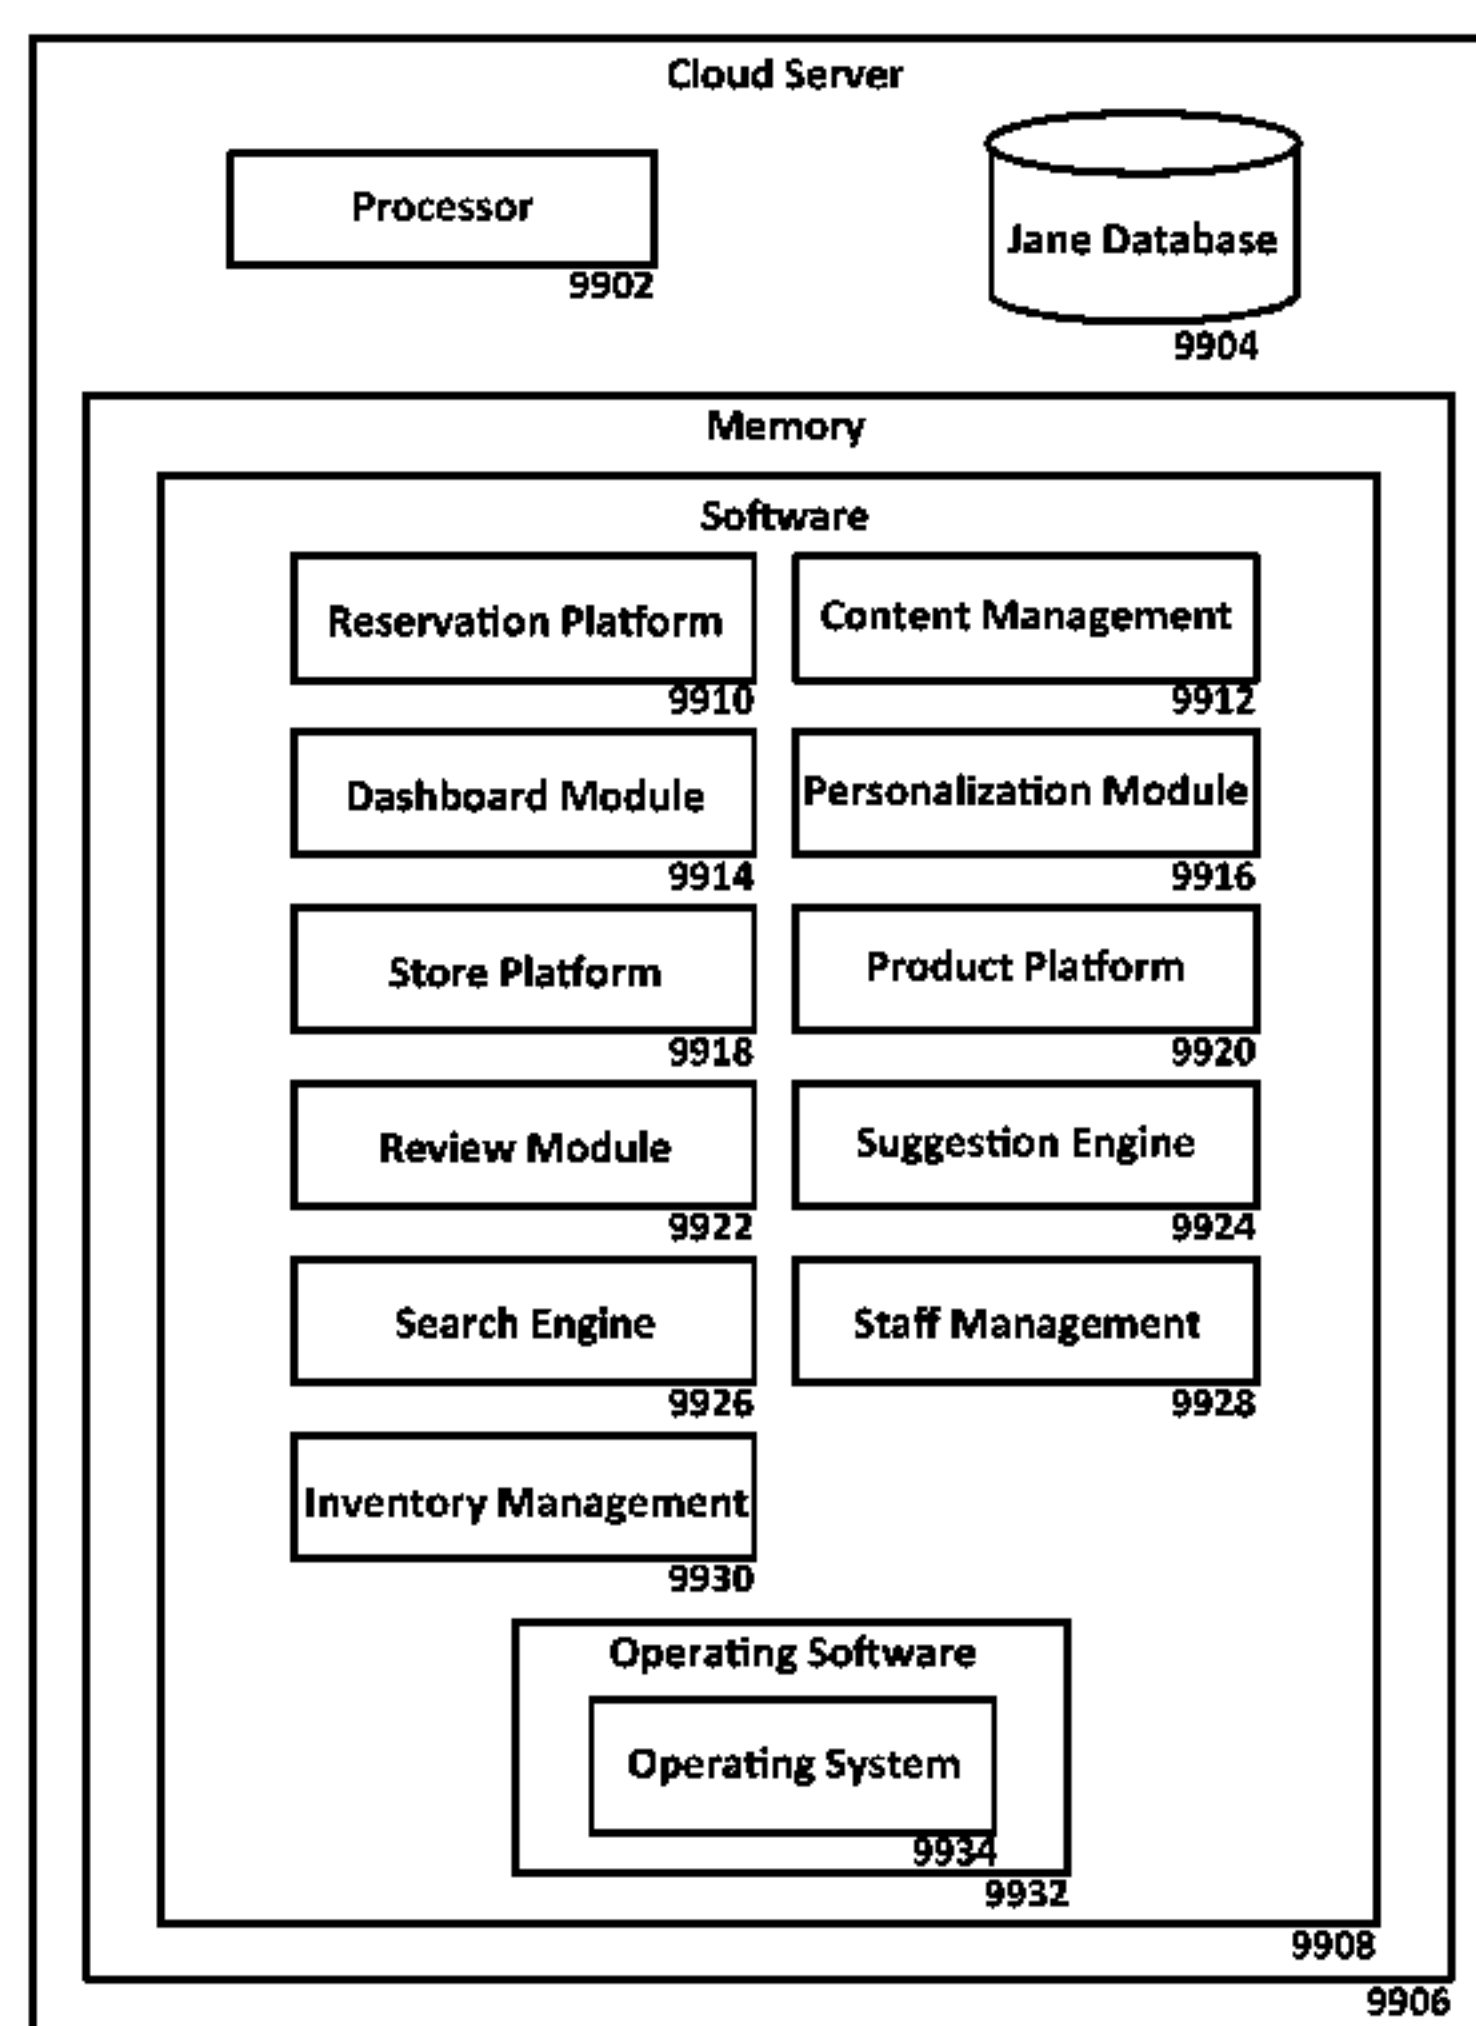 Cloud Server
Processor
9902
Jane Database
9904
Memory
Software
Reservation Platform
9910
Content Management
9912
Dashboard Module
9914
Personalization Module
9916
Store Platform
9918
Product Platform
9920
Review Module
9922
Suggestion Engine
9924
Search Engine
9926
Staff Management
9928
Inventory Management
9930
Operating Software
Operating System
9934
9932
9908
9906